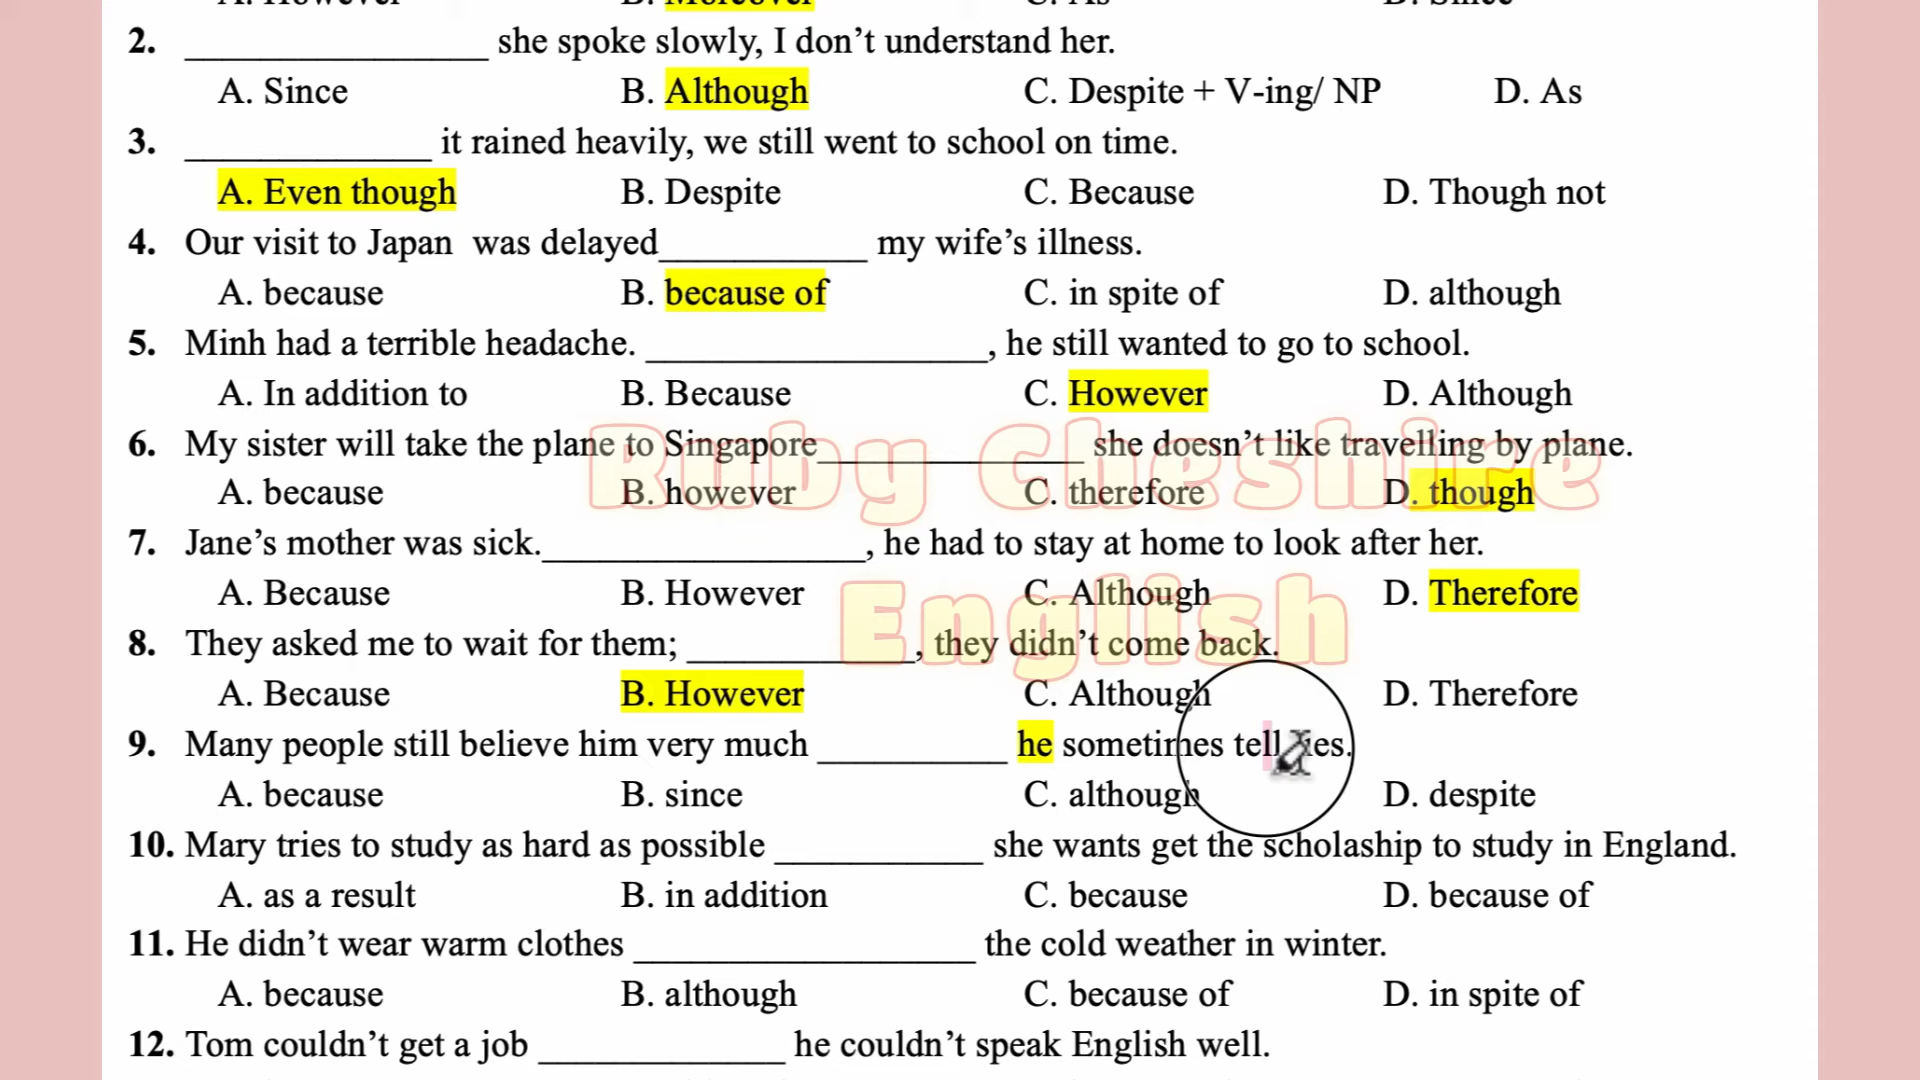 A. However B. Moreover C. As D. Since
2. ________________ she spoke slowly, I don’t understand her.
A. Since B. Although C. Despite + V-ing/ NP D. As
3. _____________ it rained heavily, we still went to school on time.
A. Even though B. Despite C. Because D. Though not
4. Our visit to Japan was delayed___________ my wife’s illness.
A. because B. because of C. in spite of D. although
5. Minh had a terrible headache. __________________, he still wanted to go to school.
A. In addition to B. Because C. However D. Although
6. My sister will take the plane to Singapore______________ she doesn’t like travelling by plane.
A. because B. however C. therefore D. though
Ruby Cheshire
7. Jane’s mother was sick._________________, he had to stay at home to look after her.
A. Because B. However C. Although D. Therefore
English
8. They asked me to wait for them; ____________, they didn’t come back.
A. Because B. However C. Although D. Therefore
9. Many people still believe him very much __________ he sometimes tell lies.
A. because B. since C. although D. despite
10. Mary tries to study as hard as possible ___________ she wants get the scholaship to study in England.
A. as a result B. in addition C. because D. because of
11. He didn’t wear warm clothes __________________ the cold weather in winter.
A. because B. although C. because of D. in spite of
12. Tom couldn’t get a job _____________ he couldn’t speak English well.